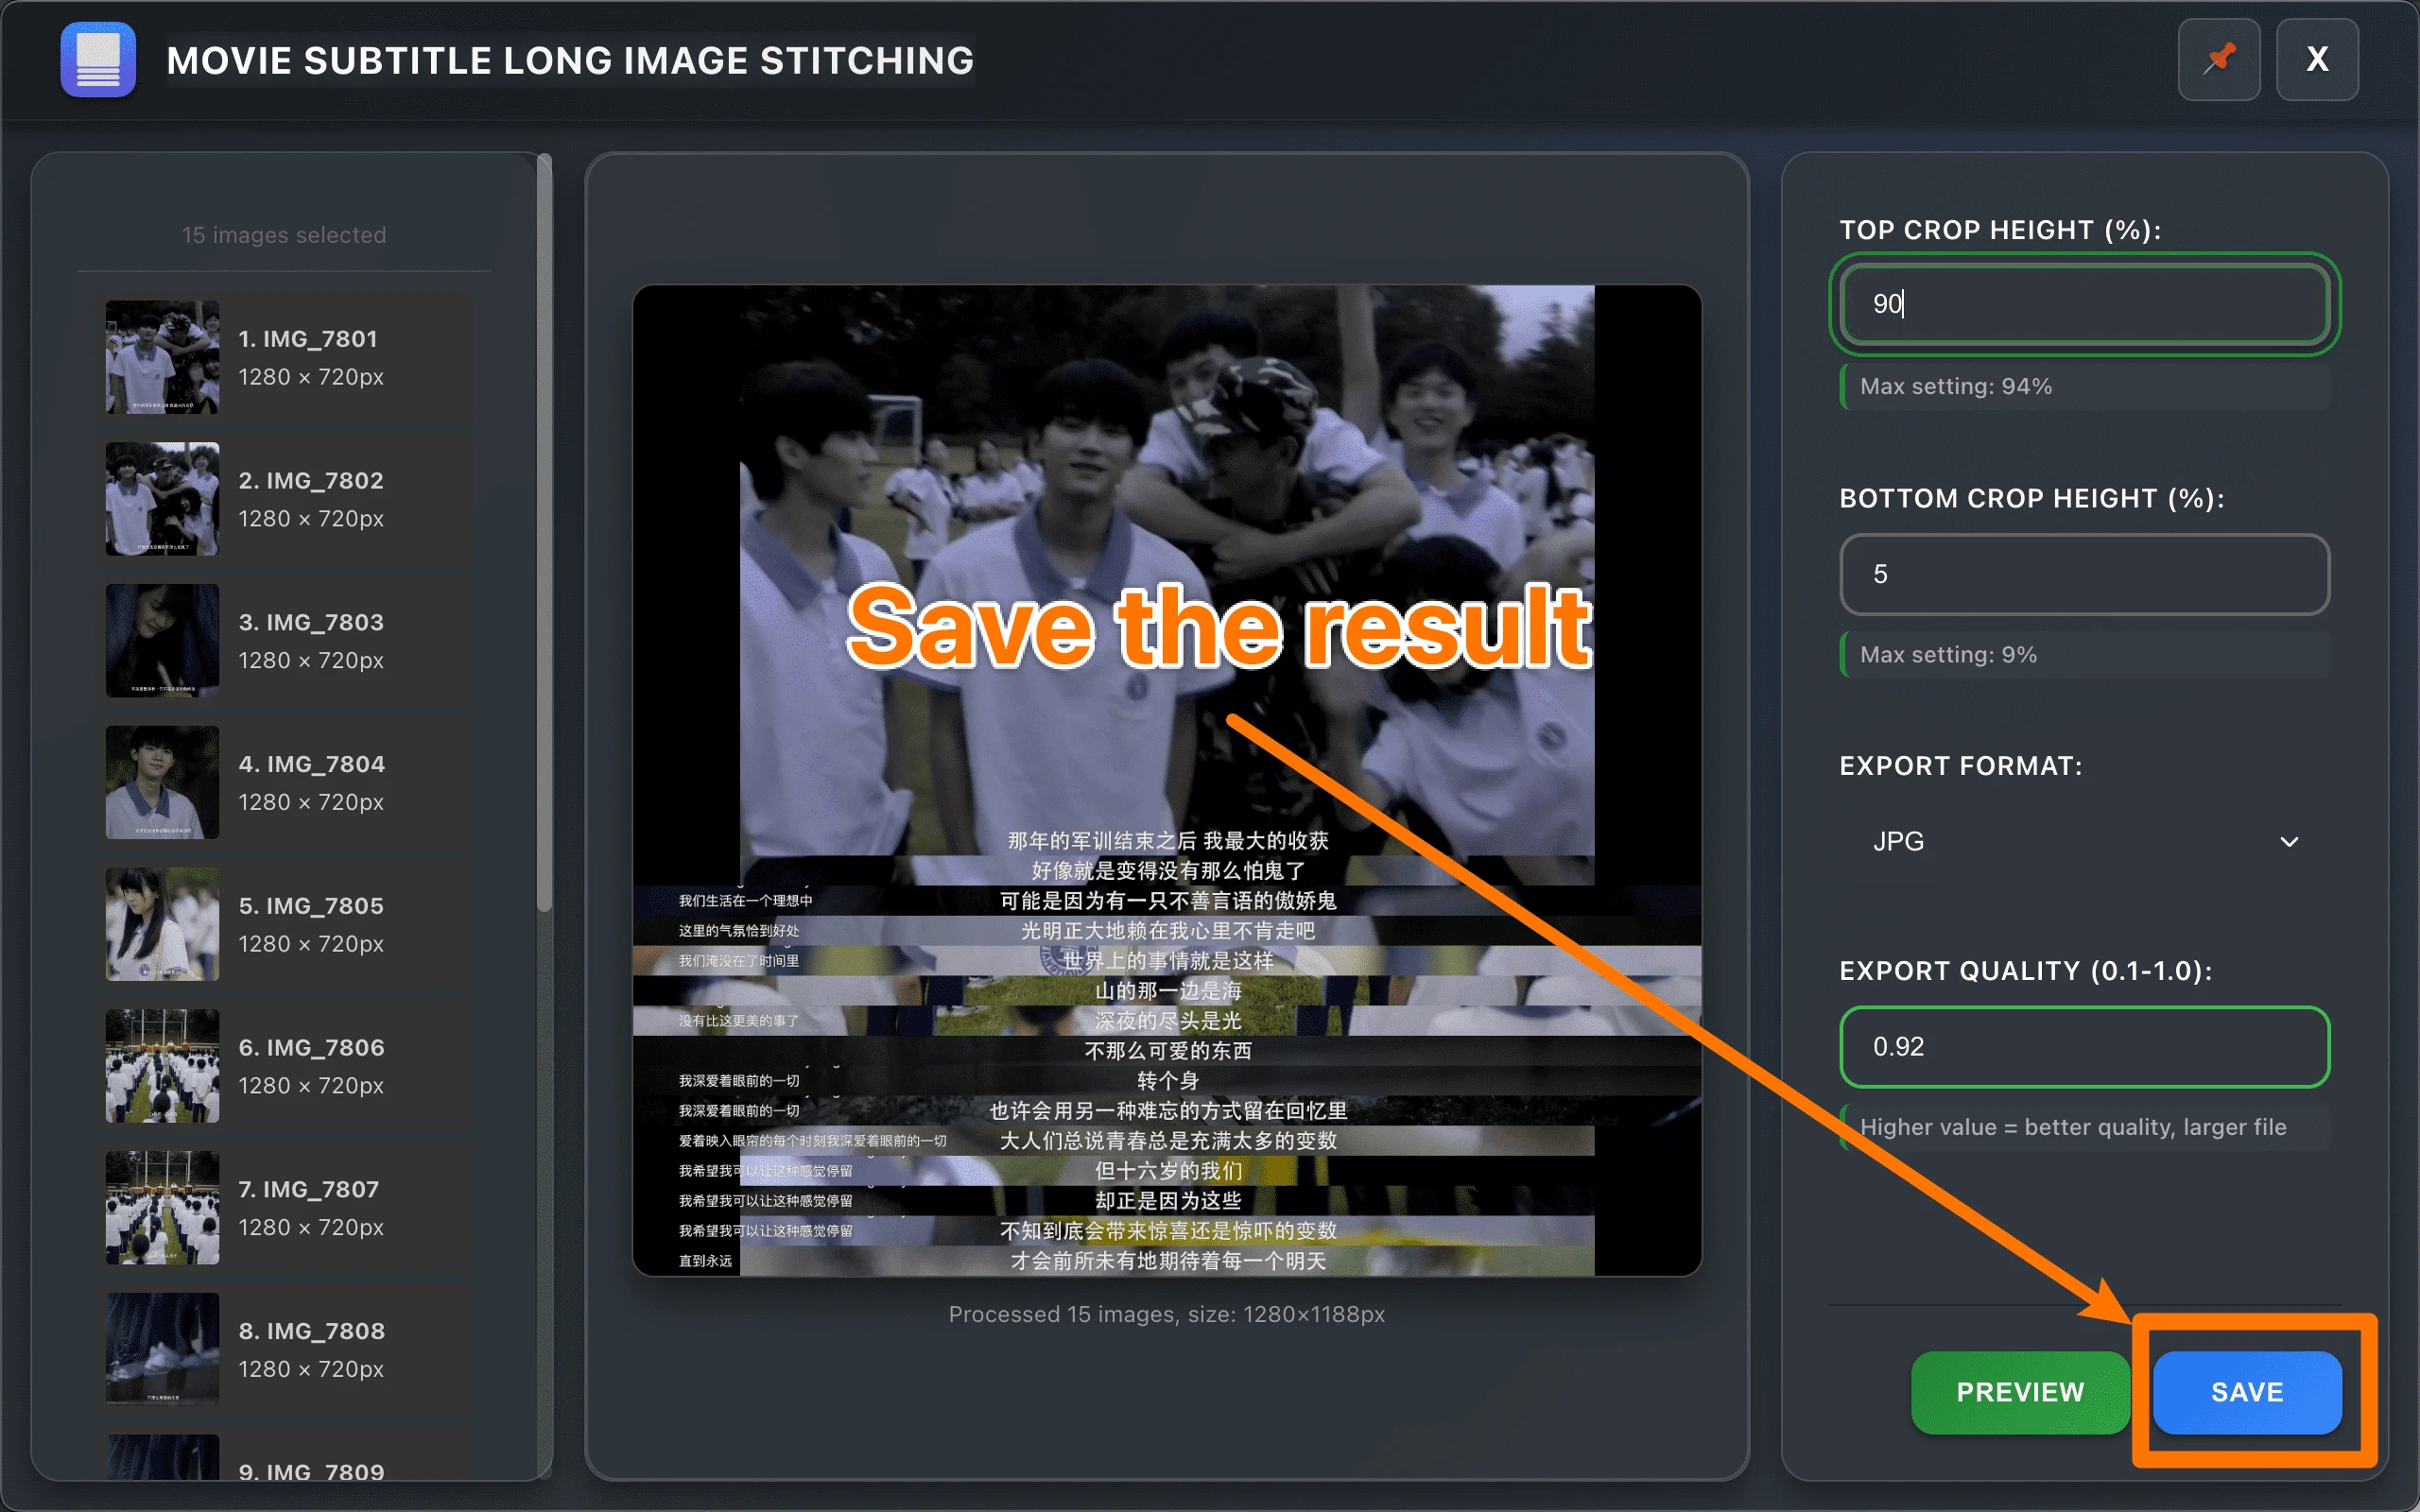 MOVIE SUBTITLE LONG IMAGE STITCHING
X
15 images selected
1. IMG_7801
1280 × 720px
2. IMG_7802
1280 × 720px
3. IMG_7803
1280 × 720px
4. IMG_7804
1280 × 720px
5. IMG_7805
1280 × 720px
6. IMG_7806
1280 × 720px
7. IMG_7807
1280 × 720px
8. IMG_7808
1280 × 720px
9. IMG_7809
Save the result
那年的军训结束之后 我最大的收获
好像就是变得没有那么怕鬼了
我们生活在一个理想中 可能是因为有一只不善言语的傲娇鬼
这里的气氛恰到好处 光明正大地赖在我心里不肯走吧
我们淹没在了时间里 世界上的事情就是这样
山的那一边是海
没有比这更美的事了 深夜的尽头是光
不那么可爱的东西
我深爱着眼前的一切 转个身
我深爱着眼前的一切 也许会用另一种难忘的方式留在回忆里
爱着映入眼帘的每个时刻我深爱着眼前的一切 大人们总说青春总是充满太多的变数
我希望我可以让这种感觉停留 但十六岁的我们
我希望我可以让这种感觉停留 却正是因为这些
我希望我可以让这种感觉停留 不知到底会带来惊喜还是惊吓的变数
直到永远 才会前所未有地期待着每一个明天
Processed 15 images, size: 1280×1188px
TOP CROP HEIGHT (%):
90
Max setting: 94%
BOTTOM CROP HEIGHT (%):
5
Max setting: 9%
EXPORT FORMAT:
JPG
EXPORT QUALITY (0.1-1.0):
0.92
Higher value = better quality, larger file
PREVIEW
SAVE